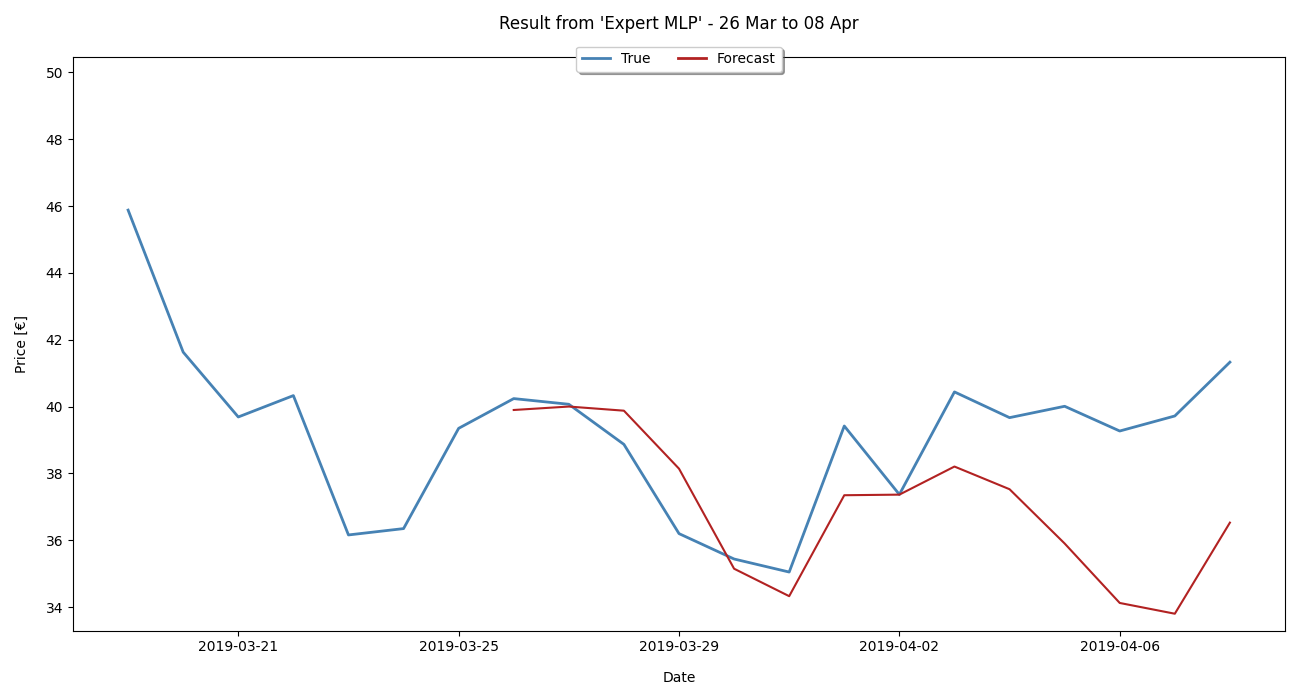 Result from 'Expert MLP' - 26 Mar to 08 Apr
True Forecast
50
48
46
44
42
40
38
36
34
Price [€]
2019-03-21 2019-03-25 2019-03-29 2019-04-02 2019-04-06
Date